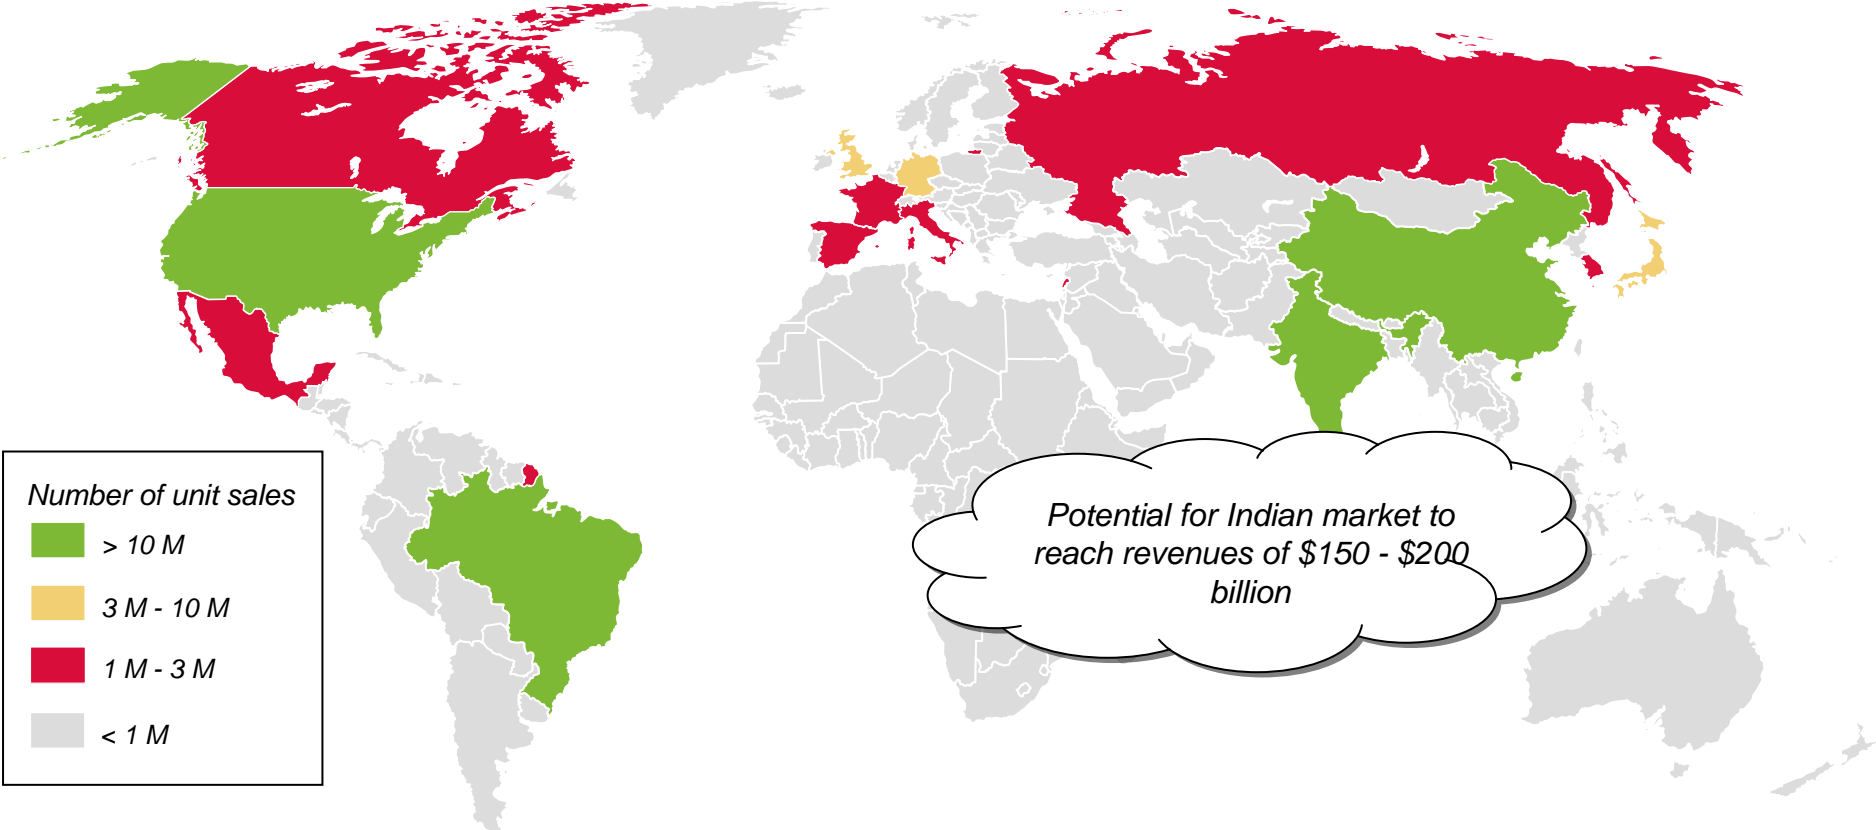 Number of unit sales
> 10 M
3 M - 10 M
1 M - 3 M
< 1 M
Potential for Indian market to
reach revenues of $150 - $200
billion